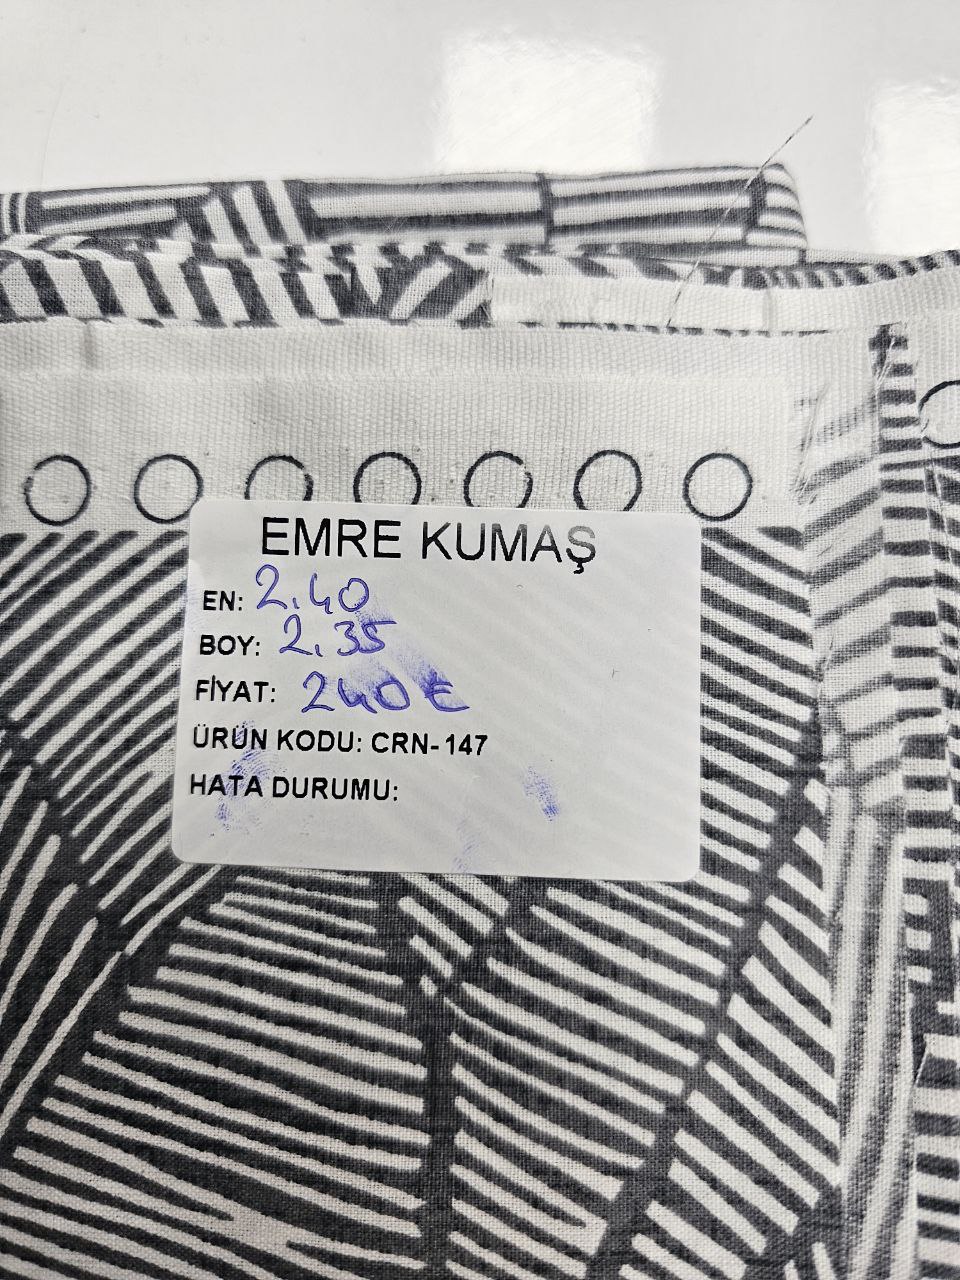 EMRE KUMAŞ
EN: 2.40
BOY: 2.35
FİYAT: 240€
ÜRÜN KODU: CRN-147
HATA DURUMU: